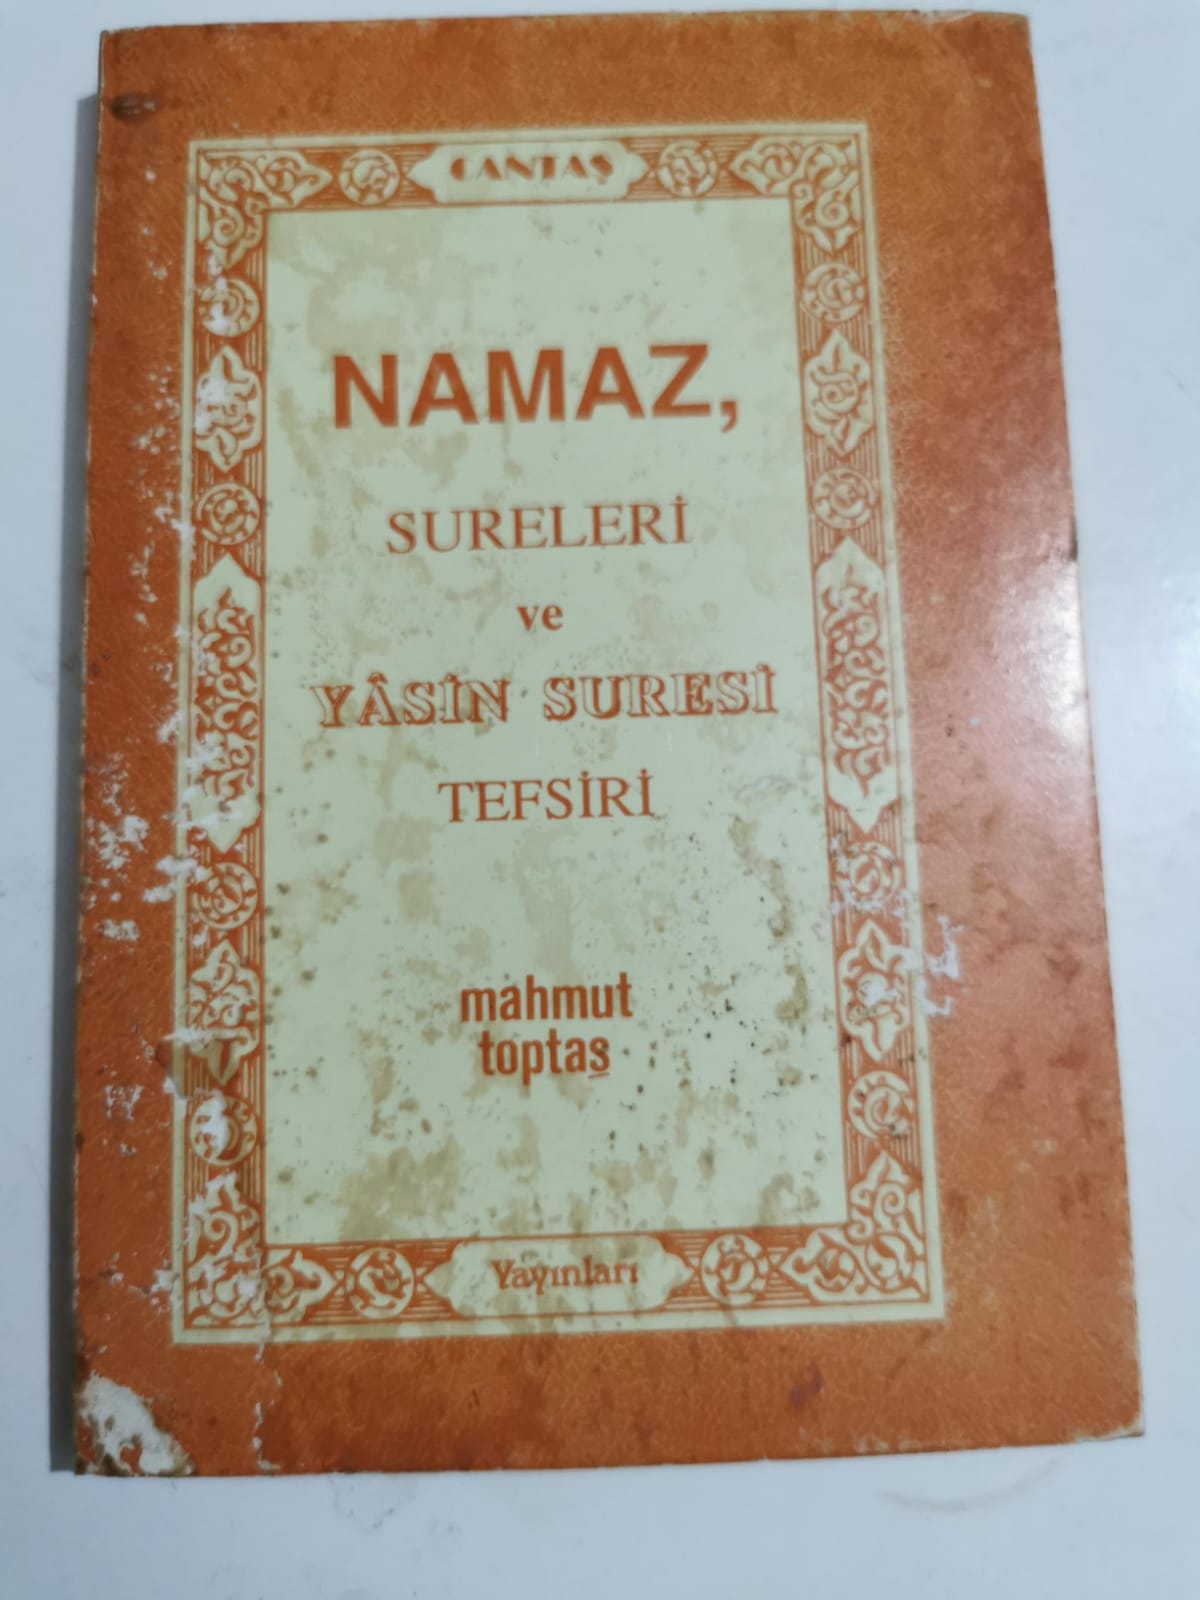 CANTAŞ
NAMAZ,
SURELERİ
ve
YÂSİN SURESİ
TEFSİRİ
mahmut
toptaş
Yayınları